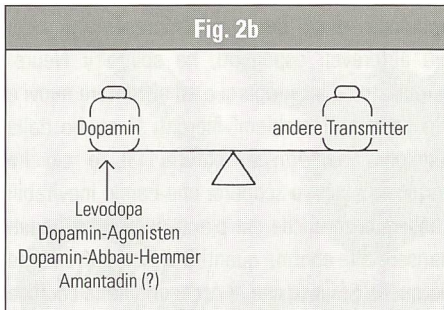 Fig. 2b
Dopamin
andere Transmitter
Levodopa
Dopamin-Agonisten
Dopamin-Abbau-Hemmer
Amantadin (?)